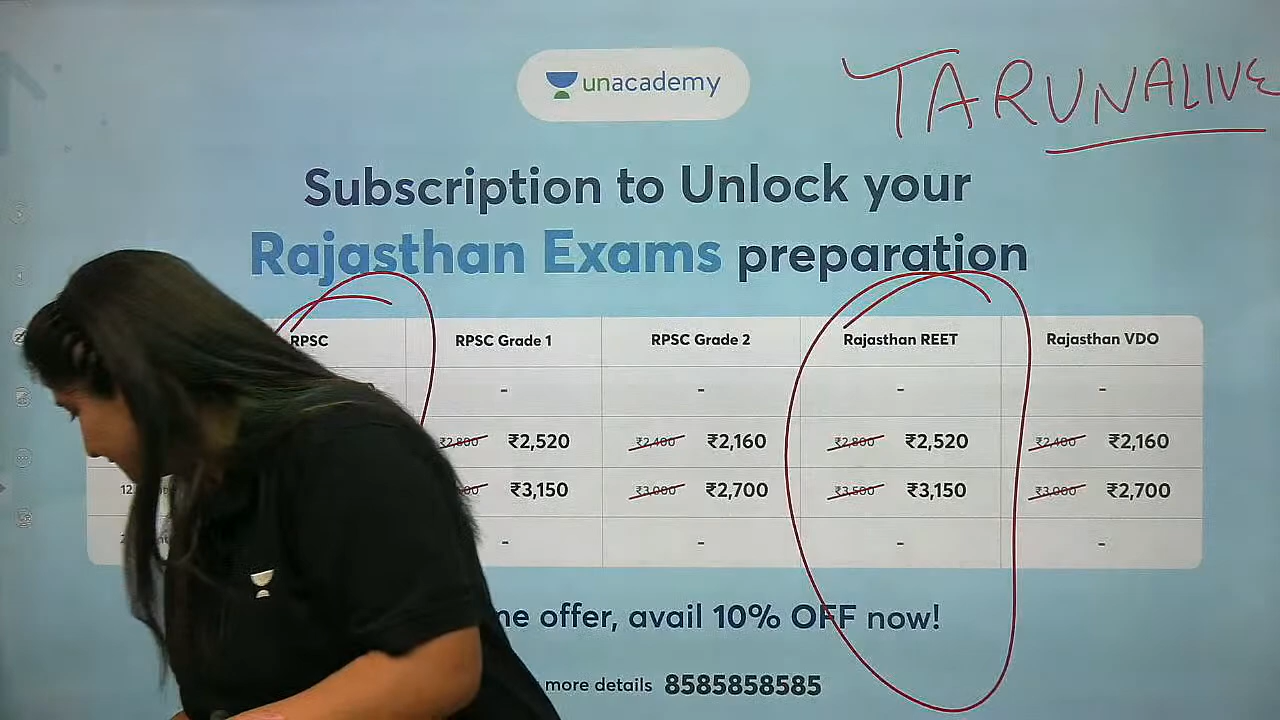 TARUNALIVE
unacademy
Subscription to Unlock your
Rajasthan Exams preparation
RPSC RPSC Grade 1 RPSC Grade 2 Rajasthan REET Rajasthan VDO
- - - -
₹2,800 ₹2,520 ₹2,400 ₹2,160 ₹2,800 ₹2,520 ₹2,400 ₹2,160
12 ₹3,150 ₹3,000 ₹2,700 ₹3,500 ₹3,150 ₹3,000 ₹2,700
- - - -
offer, avail 10% OFF now!
more details 8585858585